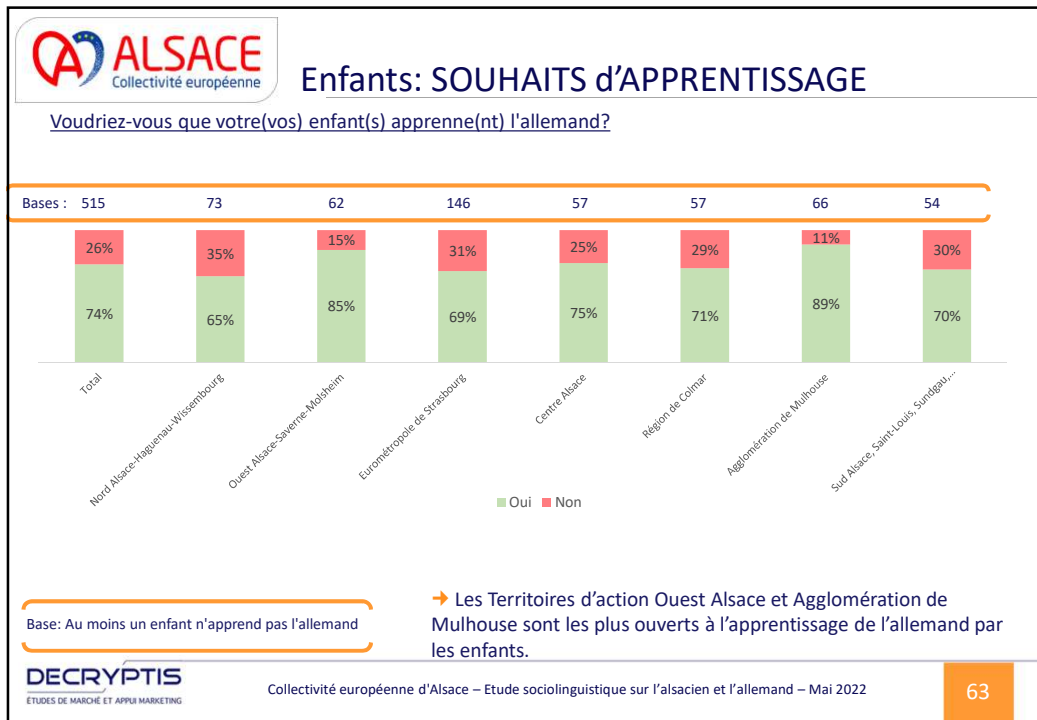 ALSACE
Collectivité européenne
Enfants: SOUHAITS d'APPRENTISSAGE
Voudriez-vous que votre(vos) enfant(s) apprenne(nt) l'allemand?
Bases : 515 73 62 146 57 57 66 54
26% 35% 15% 31% 25% 29% 11% 30%
74% 65% 85% 69% 75% 71% 89% 70%
Total
Nord Alsace-Haguenau-Wissembourg
Ouest Alsace-Saverne-Molsheim
Eurométropole de Strasbourg
Centre Alsace
Région de Colmar
Agglomération de Mulhouse
Sud Alsace, Saint-Louis, Sundgau,...
Oui Non
Base: Au moins un enfant n'apprend pas l'allemand
➔ Les Territoires d'action Ouest Alsace et Agglomération de
Mulhouse sont les plus ouverts à l'apprentissage de l'allemand par
les enfants.
DECRYPTIS
ÉTUDES DE MARCHÉ ET APPUI MARKETING
Collectivité européenne d'Alsace – Etude sociolinguistique sur l'alsacien et l'allemand – Mai 2022
63